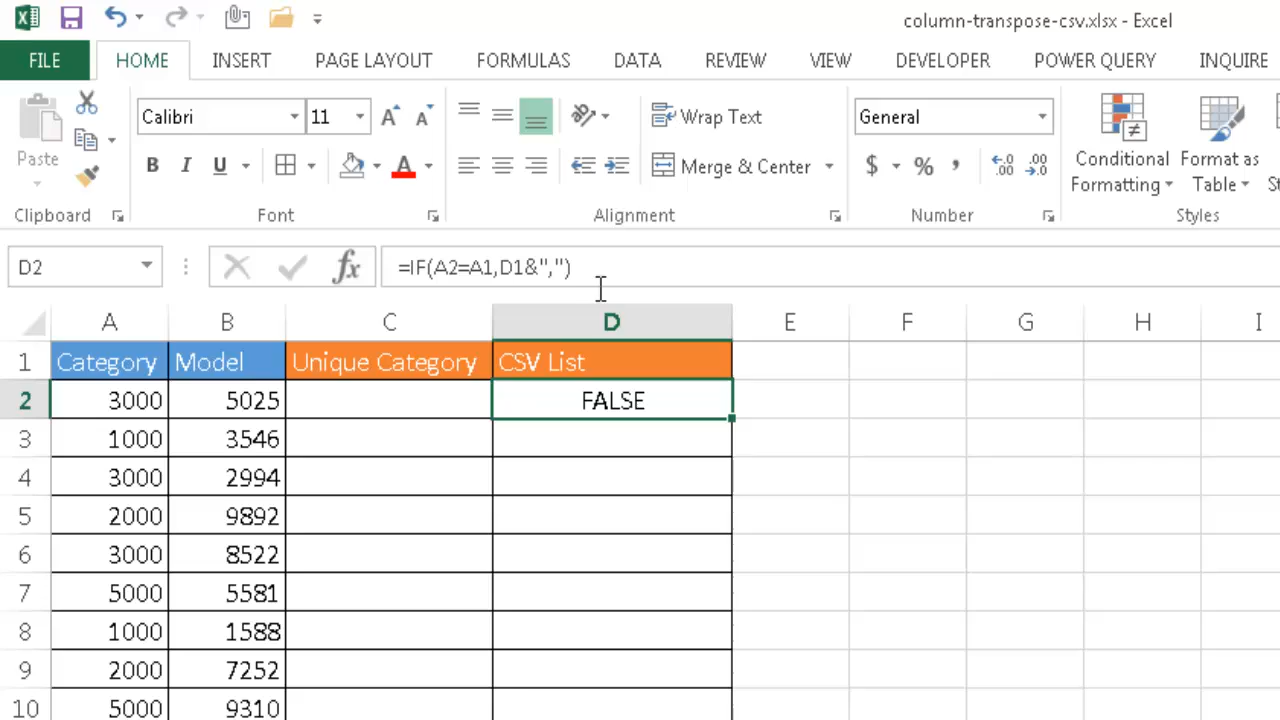 column-transpose-csv.xlsx - Excel
FILE HOME INSERT PAGE LAYOUT FORMULAS DATA REVIEW VIEW DEVELOPER POWER QUERY INQUIRE
Paste
Calibri 11
Wrap Text
General
B I U A
Merge & Center
$ % ,
Conditional Formatting
Format as Table
Clipboard Font Alignment Number Styles
D2 fx =IF(A2=A1,D1&",")
A B C D E F G H I
1 Category Model Unique Category CSV List
2 3000 5025 FALSE
3 1000 3546
4 3000 2994
5 2000 9892
6 3000 8522
7 5000 5581
8 1000 1588
9 2000 7252
10 5000 9310